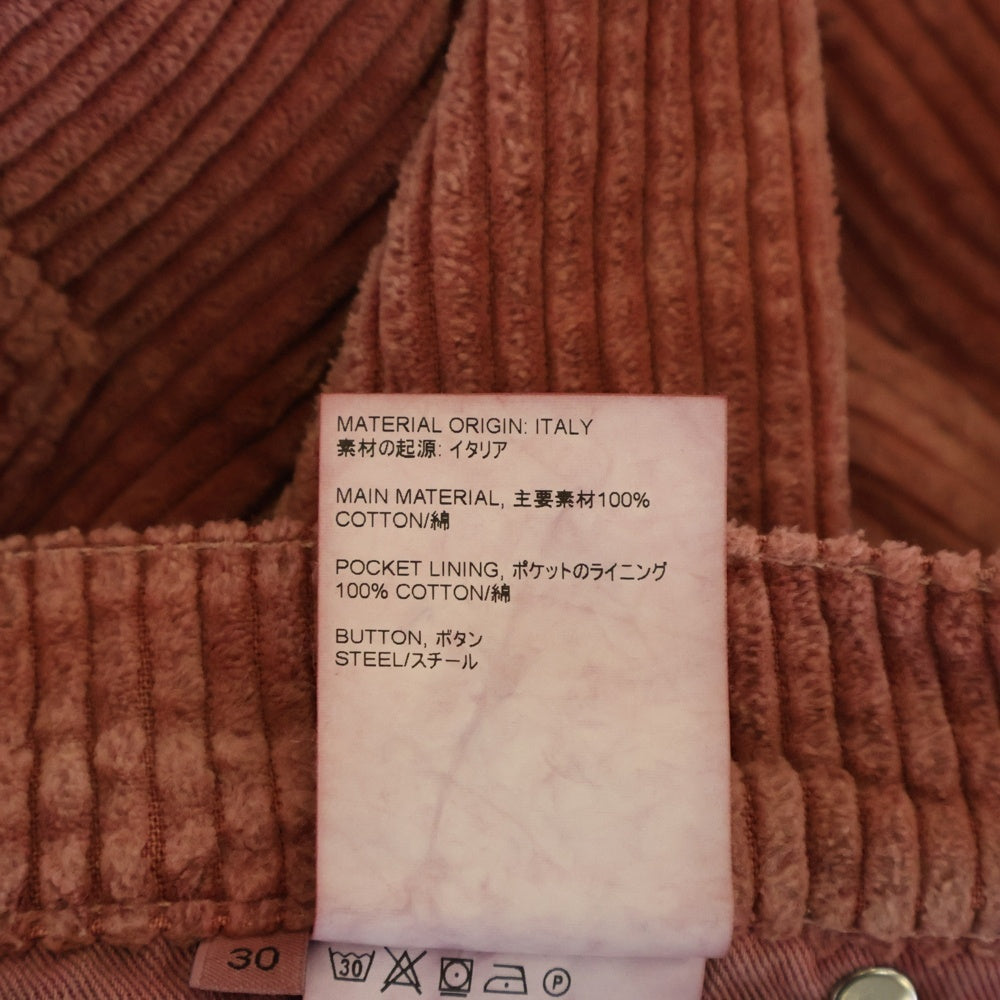 MATERIAL ORIGIN: ITALY
素材の起源: イタリア
MAIN MATERIAL, 主要素材100%
COTTON/綿
POCKET LINING, ポケットのライニング
100% COTTON/綿
BUTTON, ボタン
STEEL/スチール
30
30
P